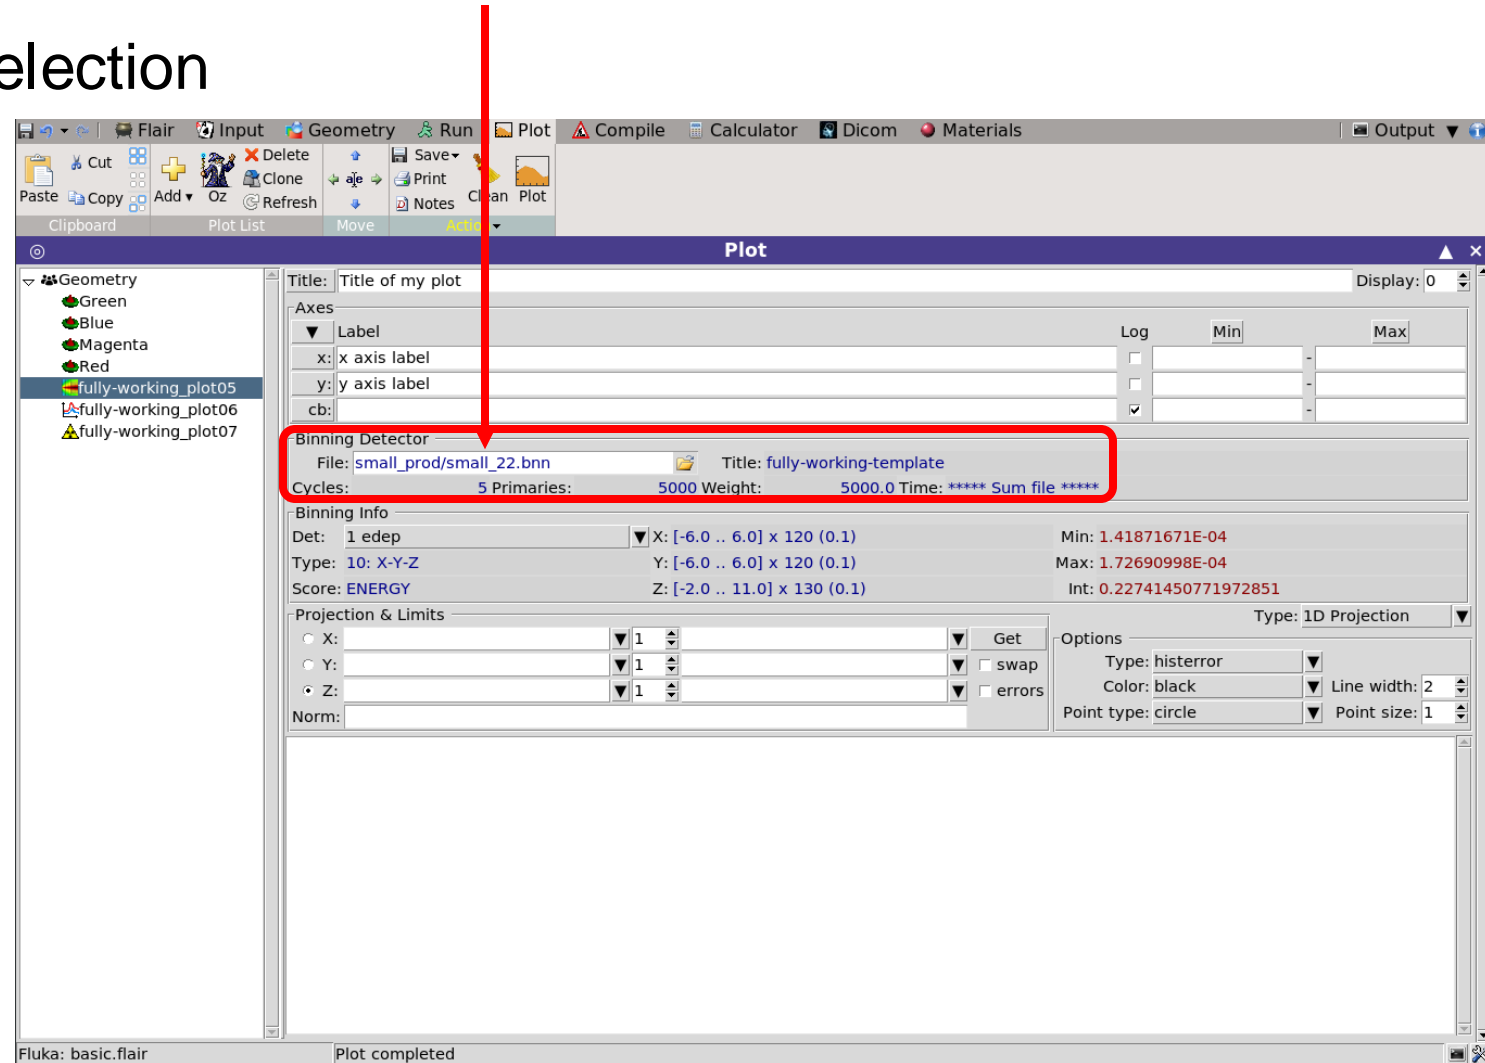 election
Flair Input Geometry Run Plot Compile Calculator Dicom Materials Output
Cut Delete Save
Paste Copy Add Oz Clone Print Plot
Refresh Notes
Clipboard Plot List Move
Plot
Geometry
Green
Blue
Magenta
Red
fully-working_plot05
fully-working_plot06
fully-working_plot07
Title: Title of my plot Display: 0
Axes
Label Log Min Max
x: x axis label -
y: y axis label -
cb: -
Binning Detector
File: small_prod/small_22.bnn Title: fully-working-template
Cycles: 5 Primaries: 5000 Weight: 5000.0 Time: ***** Sum file *****
Binning Info
Det: 1 edep X: [-6.0 .. 6.0] x 120 (0.1) Min: 1.41871671E-04
Type: 10: X-Y-Z Y: [-6.0 .. 6.0] x 120 (0.1) Max: 1.72690998E-04
Score: ENERGY Z: [-2.0 .. 11.0] x 130 (0.1) Int: 0.22741450771972851
Projection & Limits Type: 1D Projection
X: 1 Get Options
Y: 1 swap Type: histerror
Z: 1 errors Color: black Line width: 2
Norm: Point type: circle Point size: 1
Fluka: basic.flair Plot completed